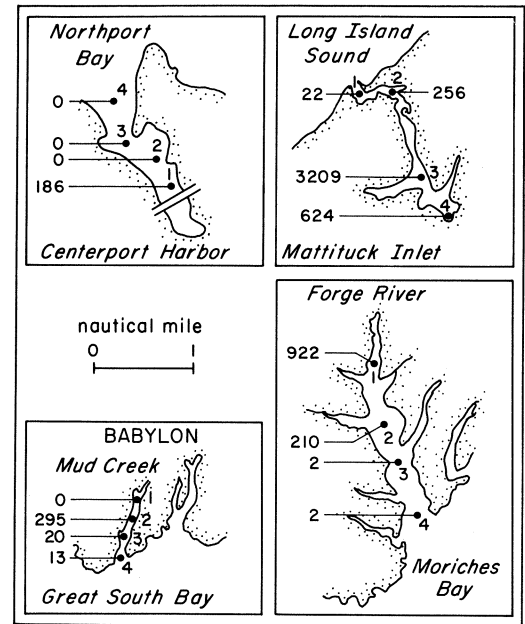 Northport
Bay
4
0
3
0
2
0
1
186
Centerport Harbor
Long Island
Sound
1
2
22
256
3209
3
4
624
Mattituck Inlet
nautical mile
0 1
Forge River
922
1
2
210
2
3
2
4
Moriches
Bay
BABYLON
Mud Creek
0
1
295
2
20
3
13
4
Great South Bay